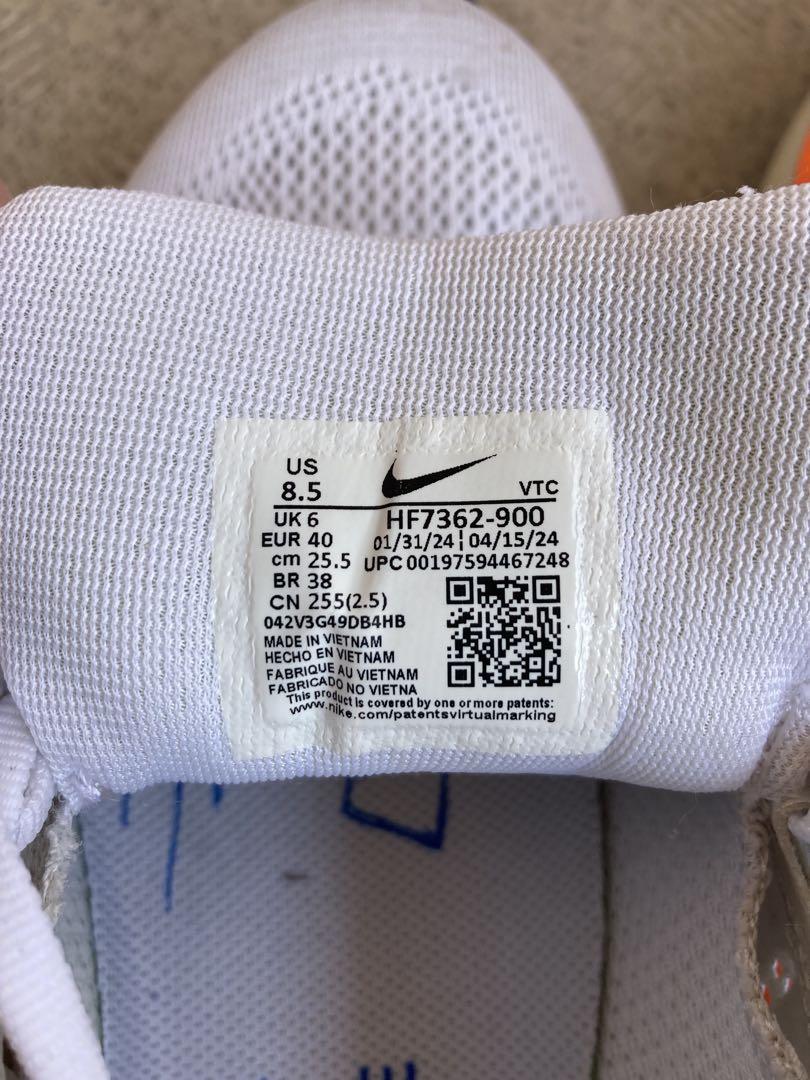 US
8.5
VTC
UK 6
HF7362-900
EUR 40
01/31/24 | 04/15/24
cm 25.5
UPC 00197594467248
BR 38
CN 255(2.5)
042V3G49DB4HB
MADE IN VIETNAM
HECHO EN VIETNAM
FABRIQUE AU VIETNAM
FABRICADO NO VIETNA
This product is covered by one or more patents:
www.nike.com/patentsvirtualmarking